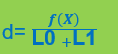 d= f(X)
L0 +L1